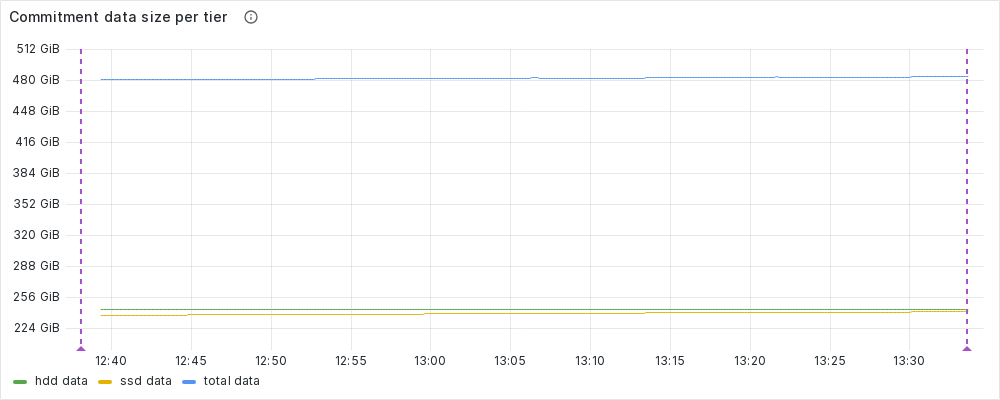 Commitment data size per tier
512 GiB
480 GiB
448 GiB
416 GiB
384 GiB
352 GiB
320 GiB
288 GiB
256 GiB
224 GiB
12:40 12:45 12:50 12:55 13:00 13:05 13:10 13:15 13:20 13:25 13:30
hdd data ssd data total data